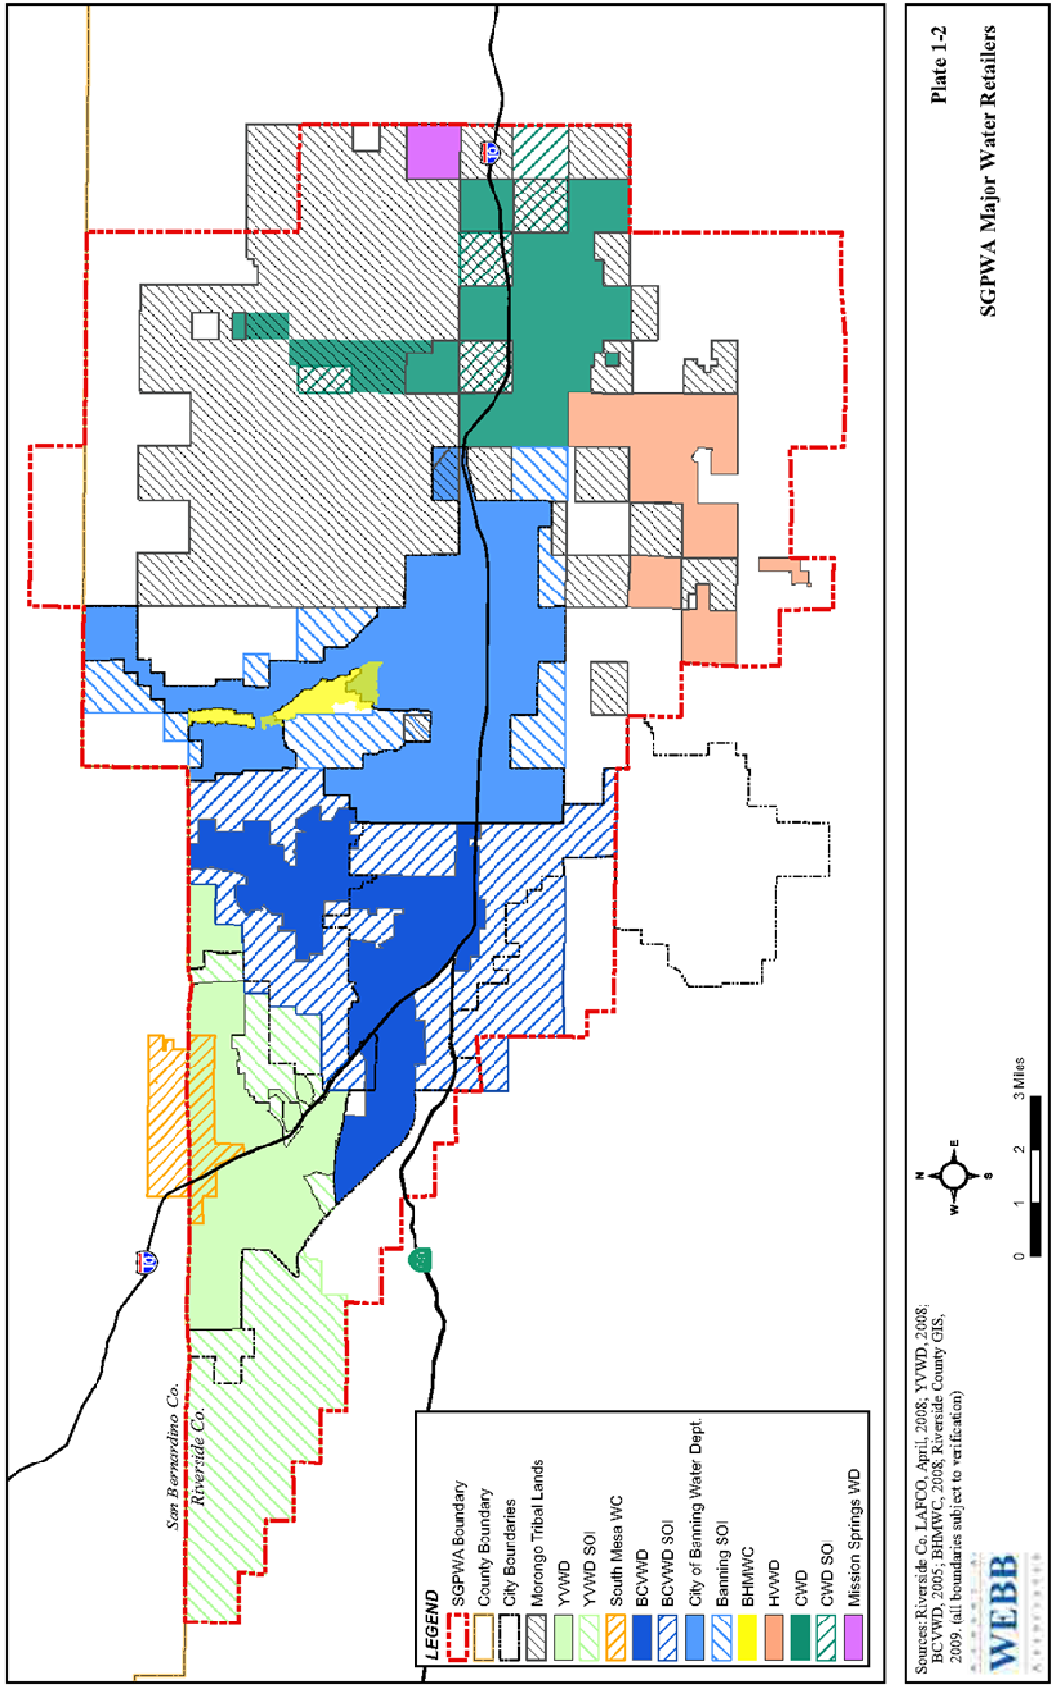 Plate 1-2
SGPWA Major Water Retailers
10
10
60
San Bernardino Co.
Riverside Co.
LEGEND
SGPWA Boundary
County Boundary
City Boundaries
Morongo Tribal Lands
YVWD
YVWD SOI
South Mesa WC
BCVWD
BCVWD SOI
City of Banning Water Dept.
Banning SOI
BHMWC
HVWD
CWD
CWD SOI
Mission Springs WD
N
W
E
S
0 1 2 3 Miles
Sources: Riverside Co. LAFCO, April, 2008; YVWD, 2008;
BCVWD, 2005; BHMWC, 2008; Riverside County GIS,
2009. (all boundaries subject to verification)
WEBB